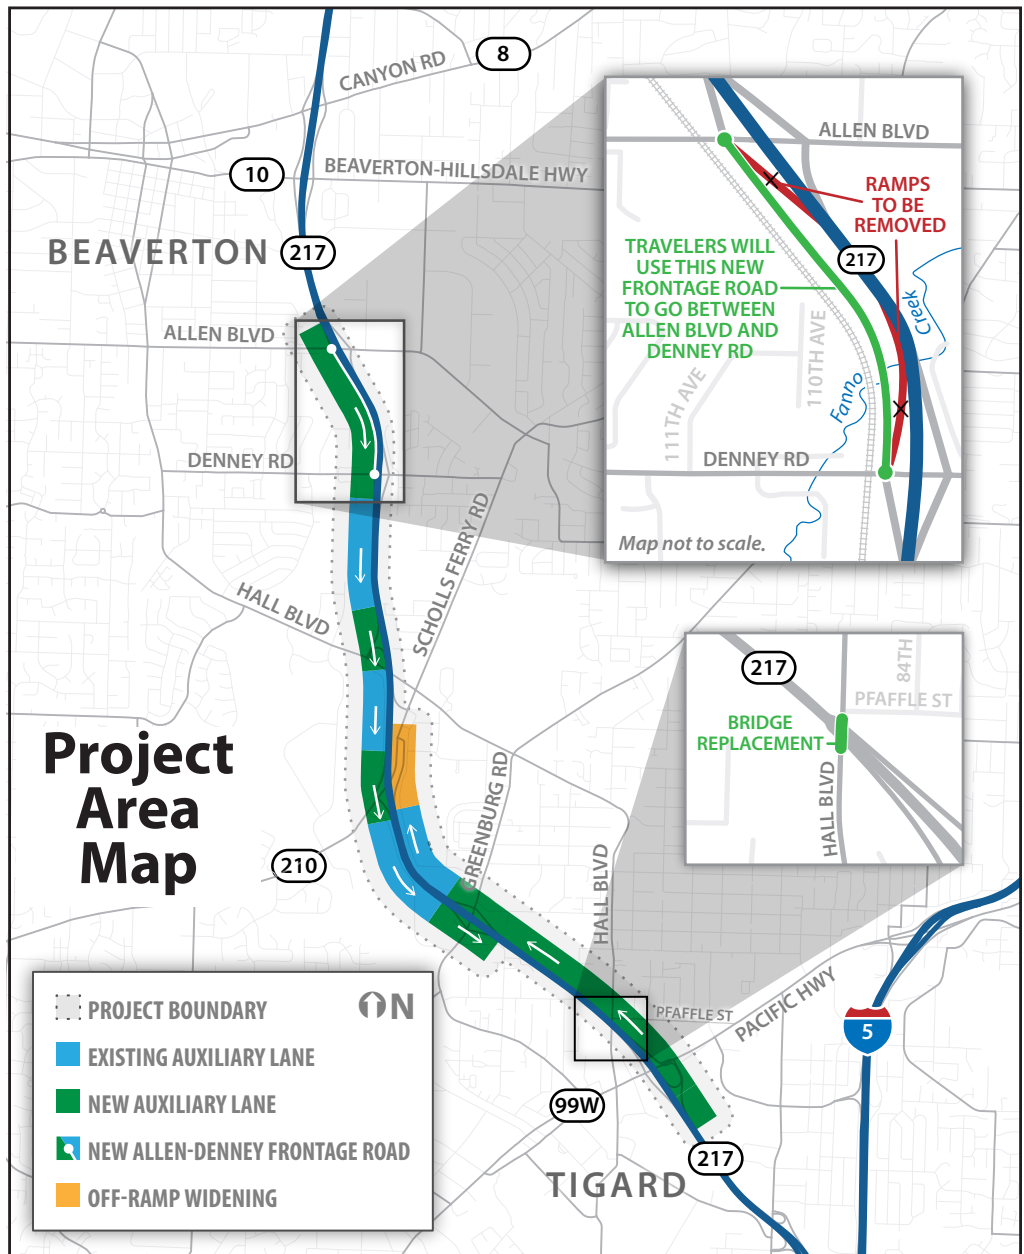 CANYON RD
8
10
BEAVERTON-HILLSDALE HWY
BEAVERTON
217
ALLEN BLVD
DENNEY RD
SCHOLLS FERRY RD
HALL BLVD
ALLEN BLVD
RAMPS
TO BE
REMOVED
TRAVELERS WILL
USE THIS NEW
FRONTAGE ROAD
TO GO BETWEEN
ALLEN BLVD AND
DENNEY RD
217
Creek
Fanno
110TH AVE
111TH AVE
DENNEY RD
Map not to scale.
217
84TH
PFAFFLE ST
BRIDGE
REPLACEMENT
HALL BLVD
Project
Area
Map
210
GREENBURG RD
HALL BLVD
PFAFFLE ST
PACIFIC HWY
5
99W
217
TIGARD
PROJECT BOUNDARY
N
EXISTING AUXILIARY LANE
NEW AUXILIARY LANE
NEW ALLEN-DENNEY FRONTAGE ROAD
OFF-RAMP WIDENING